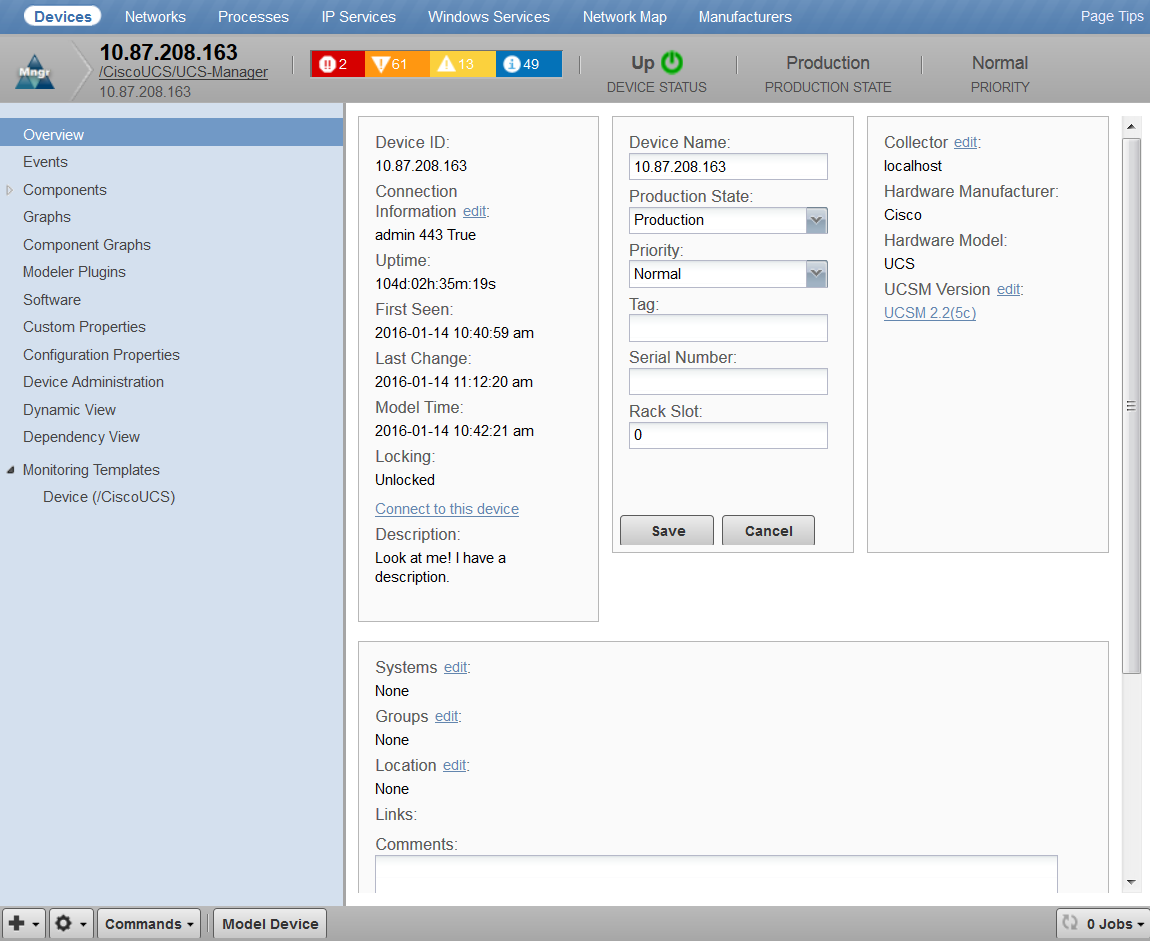 Devices Networks Processes IP Services Windows Services Network Map Manufacturers Page Tips
Mngr
10.87.208.163
/CiscoUCS/UCS-Manager
10.87.208.163
2 61 13 49
Up
DEVICE STATUS
Production
PRODUCTION STATE
Normal
PRIORITY
Overview
Events
Components
Graphs
Component Graphs
Modeler Plugins
Software
Custom Properties
Configuration Properties
Device Administration
Dynamic View
Dependency View
Monitoring Templates
Device (/CiscoUCS)
Device ID:
10.87.208.163
Connection
Information edit:
admin 443 True
Uptime:
104d:02h:35m:19s
First Seen:
2016-01-14 10:40:59 am
Last Change:
2016-01-14 11:12:20 am
Model Time:
2016-01-14 10:42:21 am
Locking:
Unlocked
Connect to this device
Description:
Look at me! I have a
description.
Device Name:
10.87.208.163
Production State:
Production
Priority:
Normal
Tag:
Serial Number:
Rack Slot:
0
Save Cancel
Collector edit:
localhost
Hardware Manufacturer:
Cisco
Hardware Model:
UCS
UCSM Version edit:
UCSM 2.2(5c)
Systems edit:
None
Groups edit:
None
Location edit:
None
Links:
Comments:
Commands Model Device 0 Jobs